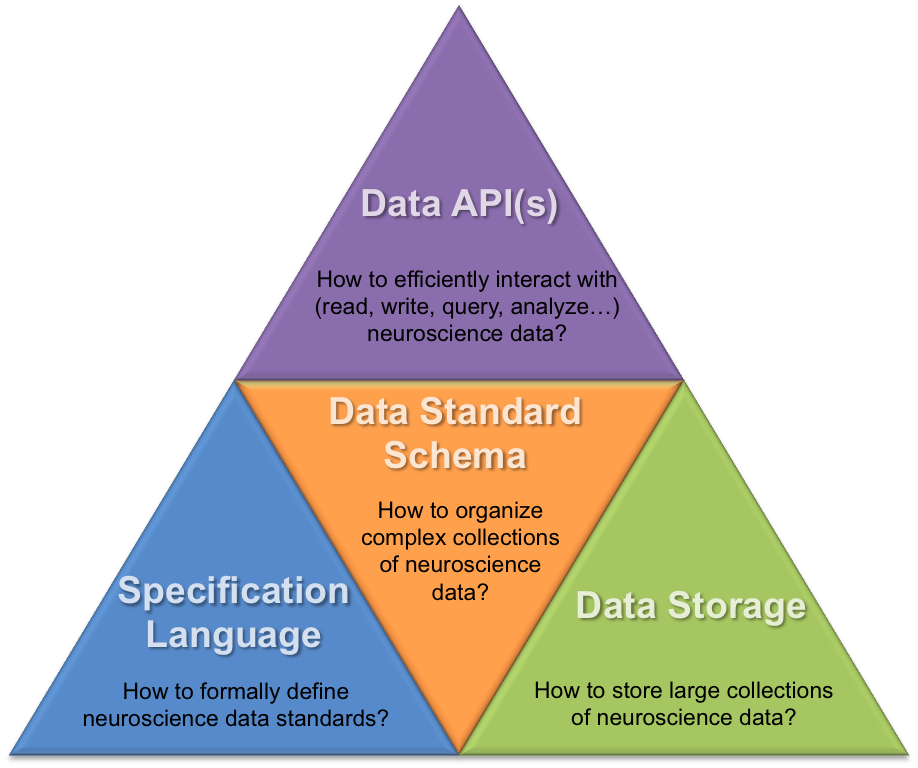 Data API(s)
How to efficiently interact with
(read, write, query, analyze…)
neuroscience data?
Data Standard
Schema
How to organize
complex collections
of neuroscience
data?
Specification
Language
How to formally define
neuroscience data standards?
Data Storage
How to store large collections
of neuroscience data?